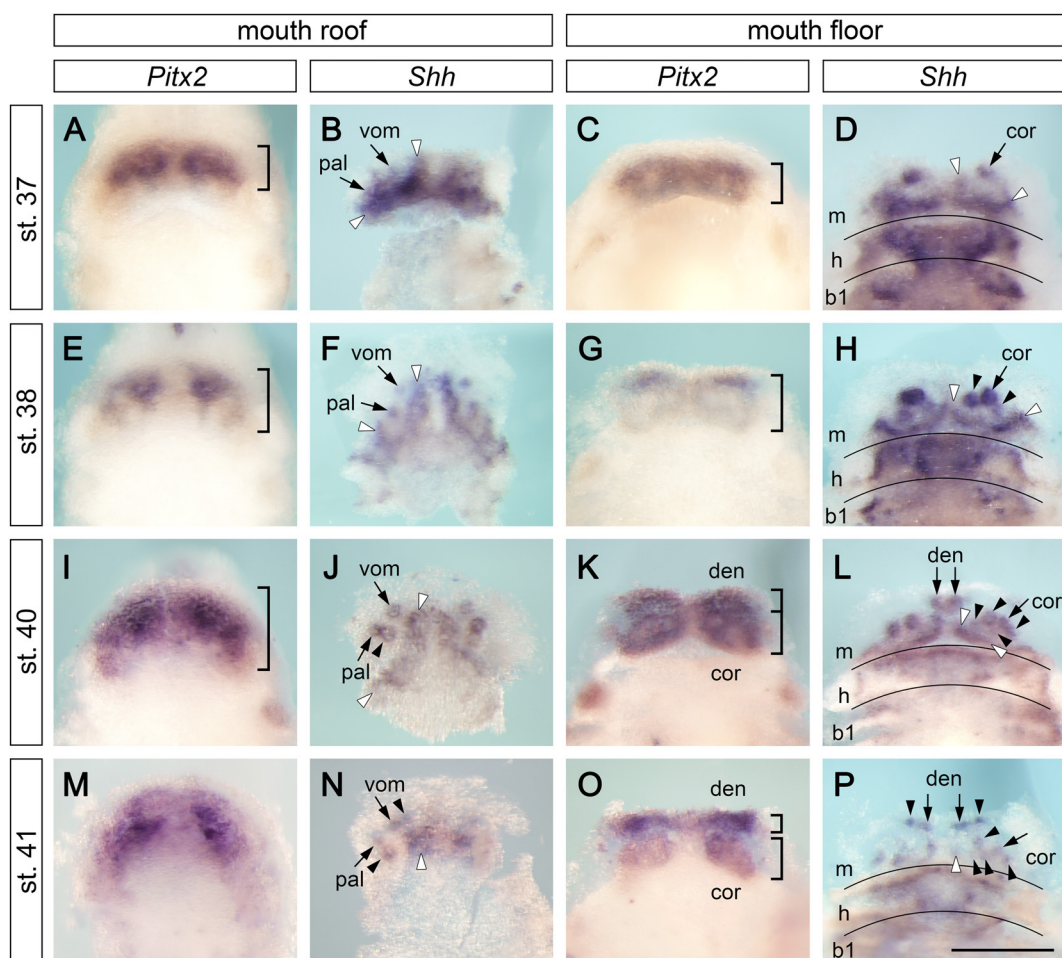 mouth roof mouth floor
Pitx2 Shh Pitx2 Shh
st. 37
A B C D
vom
pal
cor
m
h
b1
st. 38
E F G H
vom
pal
cor
m
h
b1
st. 40
I J K L
vom
pal
den
cor
den
cor
m
h
b1
st. 41
M N O P
vom
pal
den
cor
den
cor
m
h
b1